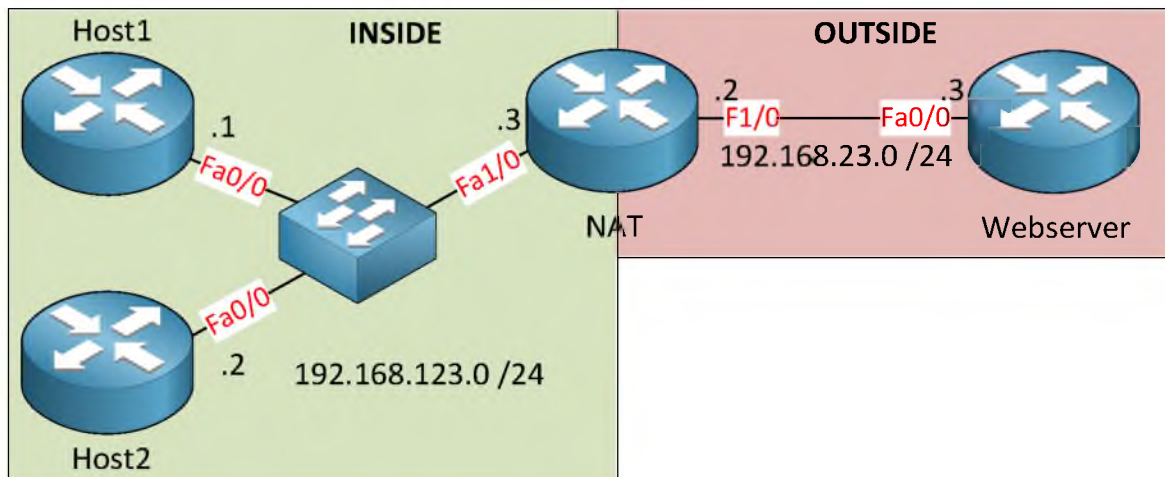 Host1
INSIDE
OUTSIDE
.1
Fa0/0
.3
Fa1/0
.2
F1/0
Fa0/0
.3
192.168.23.0 /24
NAT
Webserver
Fa0/0
.2
192.168.123.0 /24
Host2